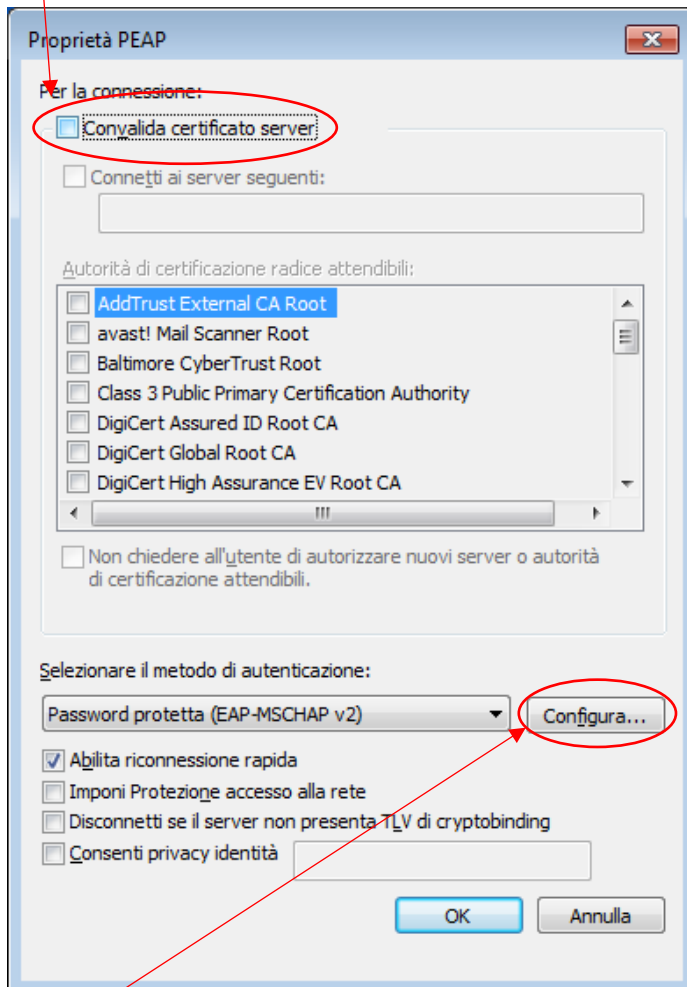 Proprietà PEAP
Per la connessione:
Convalida certificato server
Connetti ai server seguenti:
Autorità di certificazione radice attendibili:
AddTrust External CA Root
avast! Mail Scanner Root
Baltimore CyberTrust Root
Class 3 Public Primary Certification Authority
DigiCert Assured ID Root CA
DigiCert Global Root CA
DigiCert High Assurance EV Root CA
Non chiedere all'utente di autorizzare nuovi server o autorità
di certificazione attendibili.
Selezionare il metodo di autenticazione:
Password protetta (EAP-MSCHAP v2)
Configura...
Abilita riconnessione rapida
Imponi Protezione accesso alla rete
Disconnetti se il server non presenta TLV di cryptobinding
Consenti privacy identità
OK
Annulla